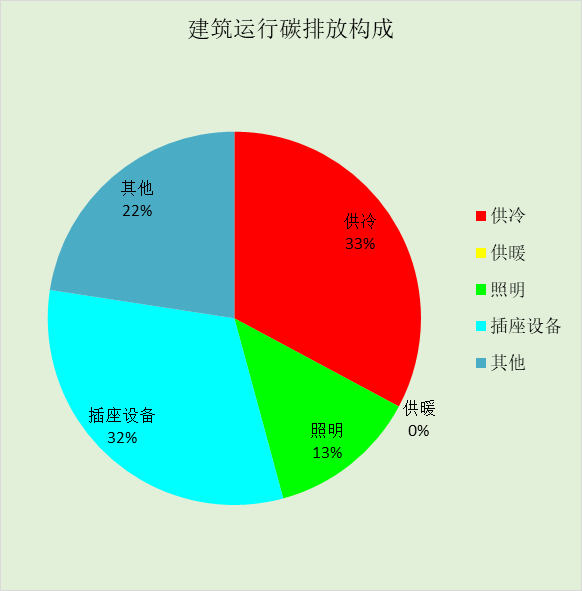 建筑运行碳排放构成
其他
22%
供冷
33%
供暖
0%
照明
13%
插座设备
32%
供冷
供暖
照明
插座设备
其他